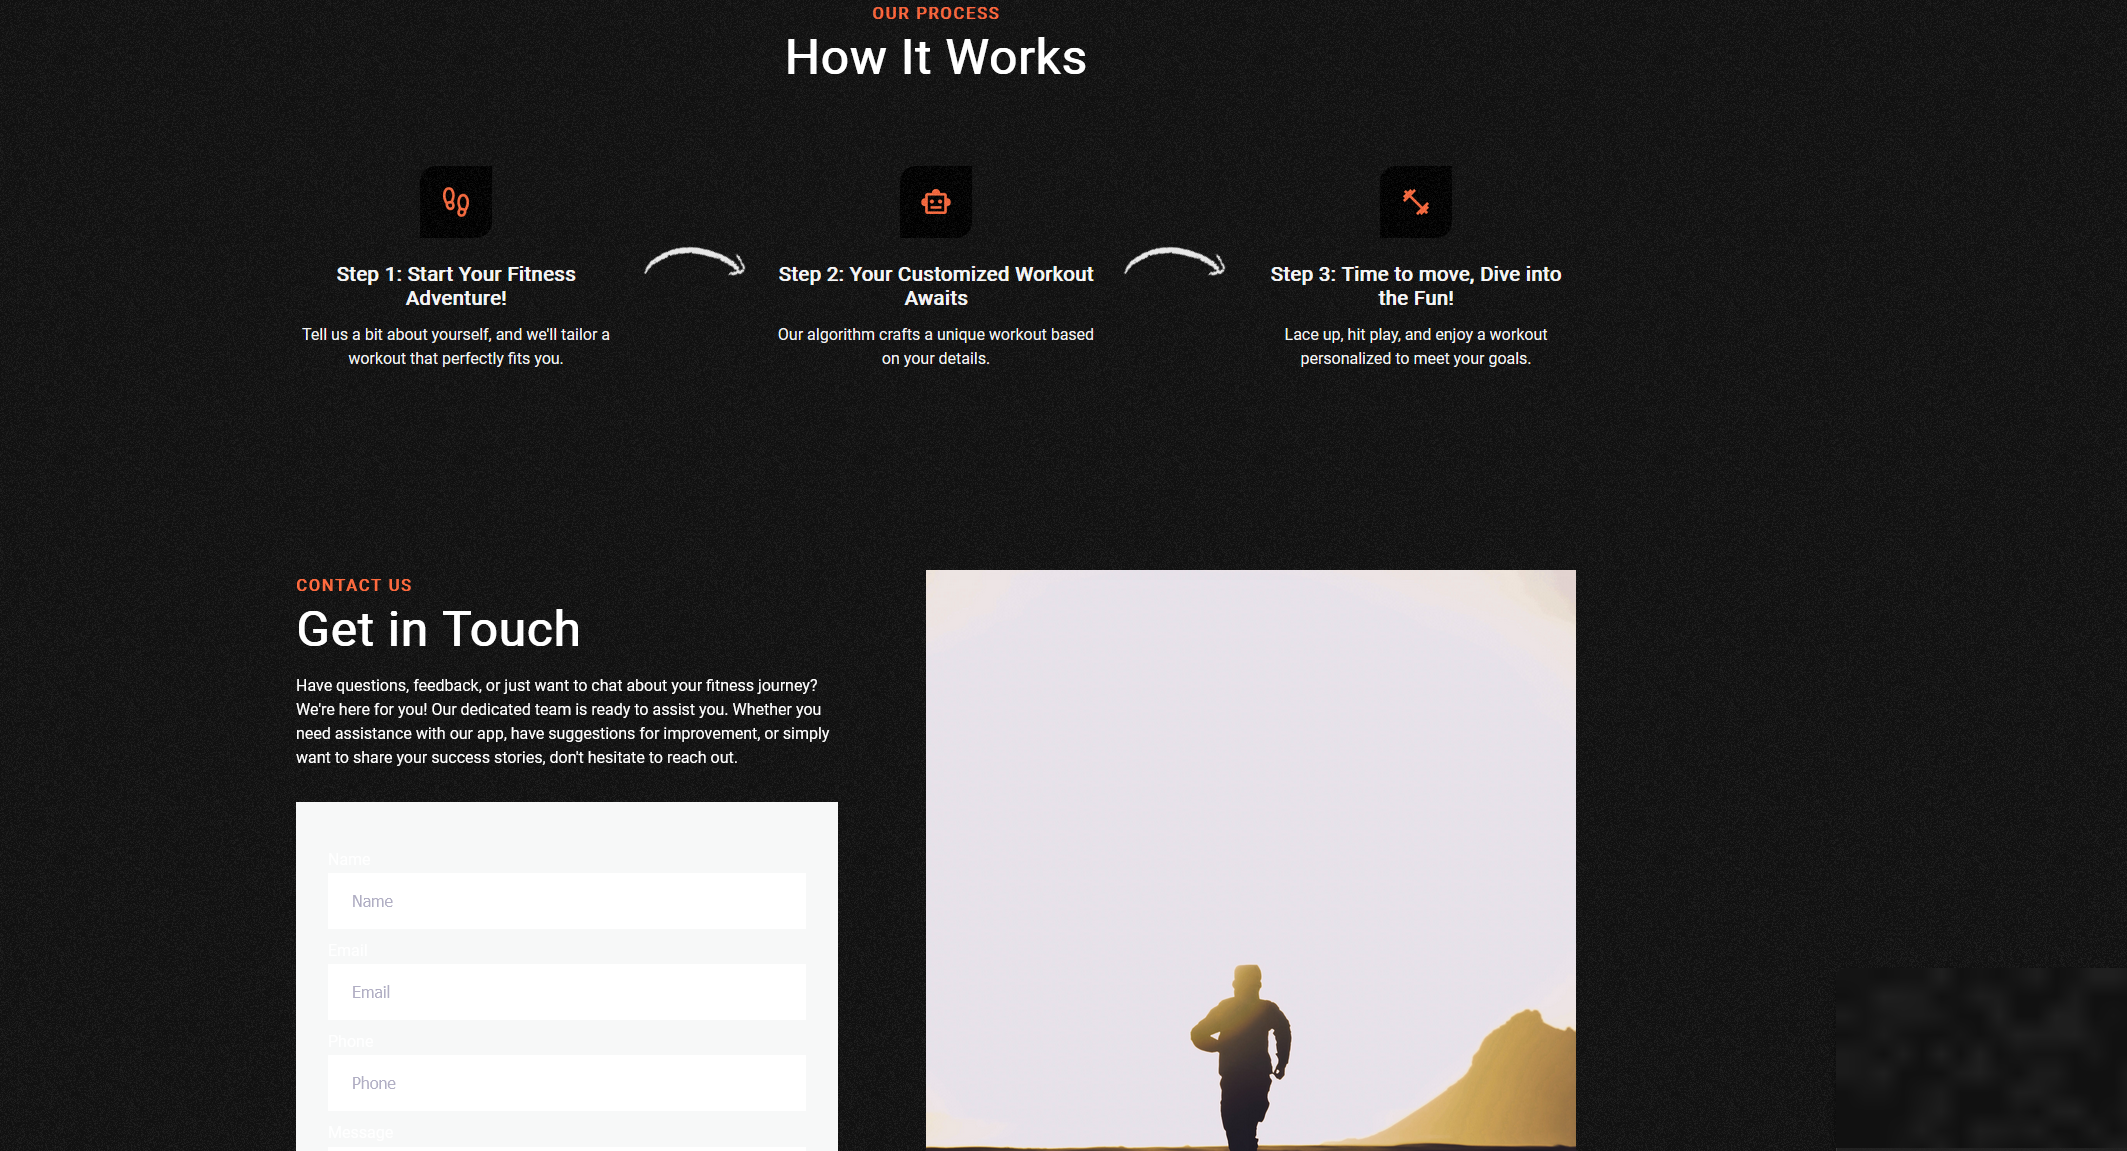 OUR PROCESS
How It Works
Step 1: Start Your Fitness
Adventure!
Tell us a bit about yourself, and we'll tailor a
workout that perfectly fits you.
Step 2: Your Customized Workout
Awaits
Our algorithm crafts a unique workout based
on your details.
Step 3: Time to move, Dive into
the Fun!
Lace up, hit play, and enjoy a workout
personalized to meet your goals.
CONTACT US
Get in Touch
Have questions, feedback, or just want to chat about your fitness journey?
We're here for you! Our dedicated team is ready to assist you. Whether you
need assistance with our app, have suggestions for improvement, or simply
want to share your success stories, don't hesitate to reach out.
Name
Name
Email
Email
Phone
Phone
Message